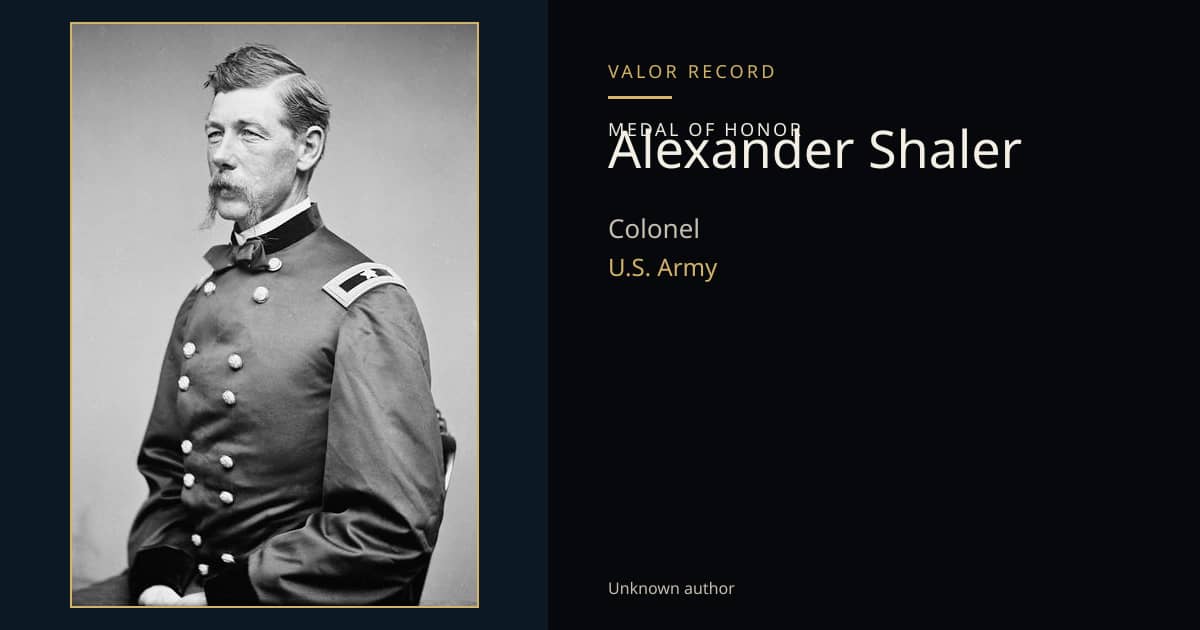 VALOR RECORD
MEDAL OF HONOR
Alexander Shaler
Colonel
U.S. Army
Unknown author